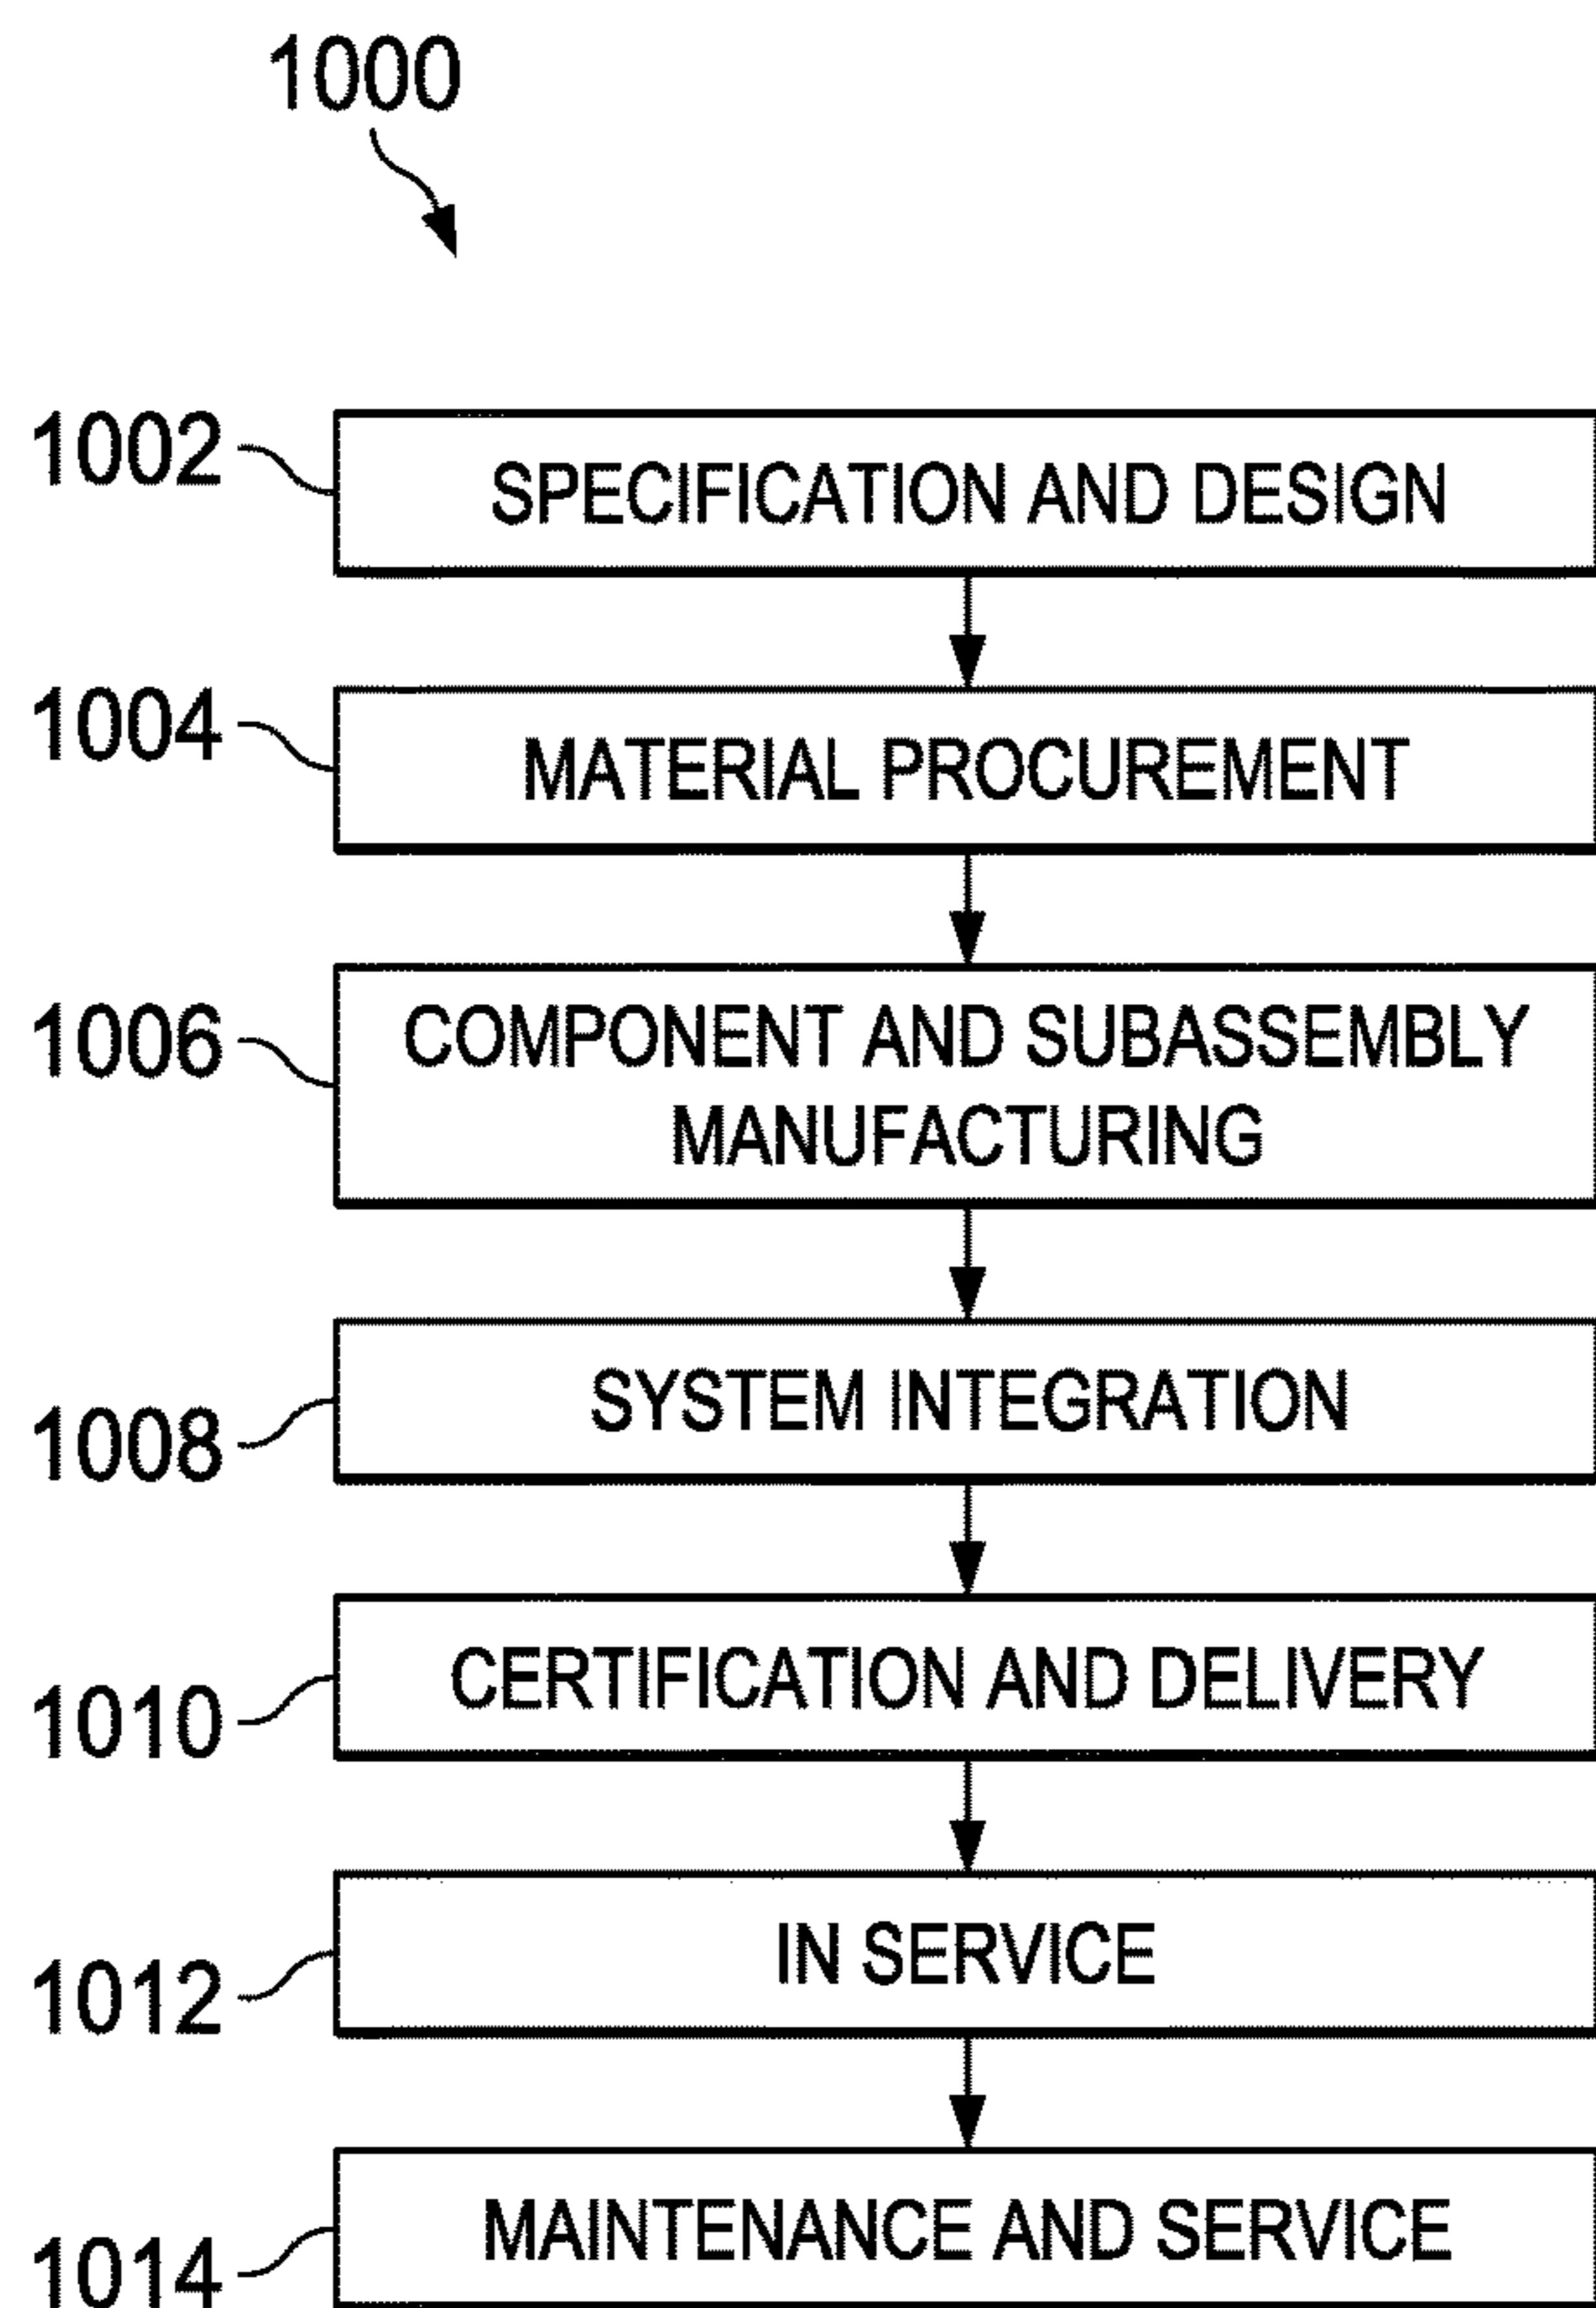 1000
1002
SPECIFICATION AND DESIGN
1004
MATERIAL PROCUREMENT
1006
COMPONENT AND SUBASSEMBLY
MANUFACTURING
1008
SYSTEM INTEGRATION
1010
CERTIFICATION AND DELIVERY
1012
IN SERVICE
1014
MAINTENANCE AND SERVICE